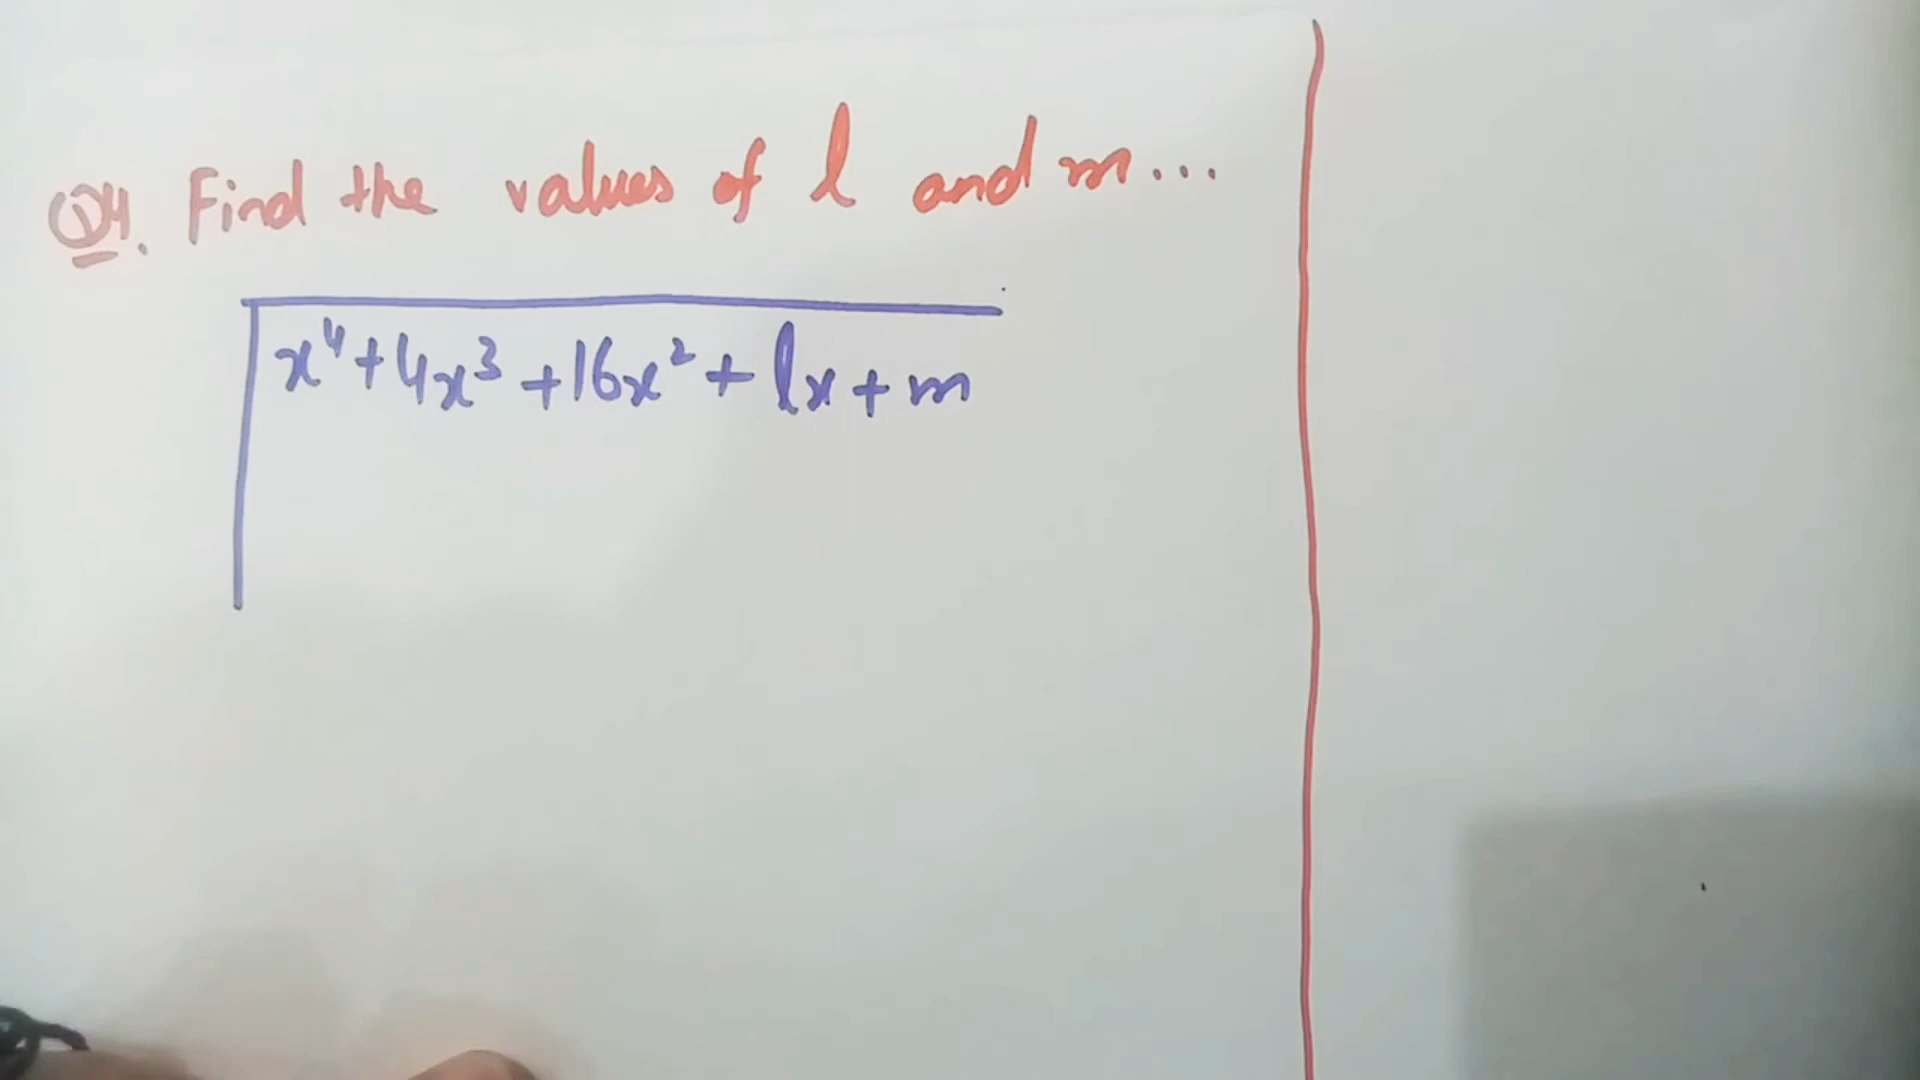 Q4. Find the values of l and m...
x⁴+4x³+16x²+lx+m